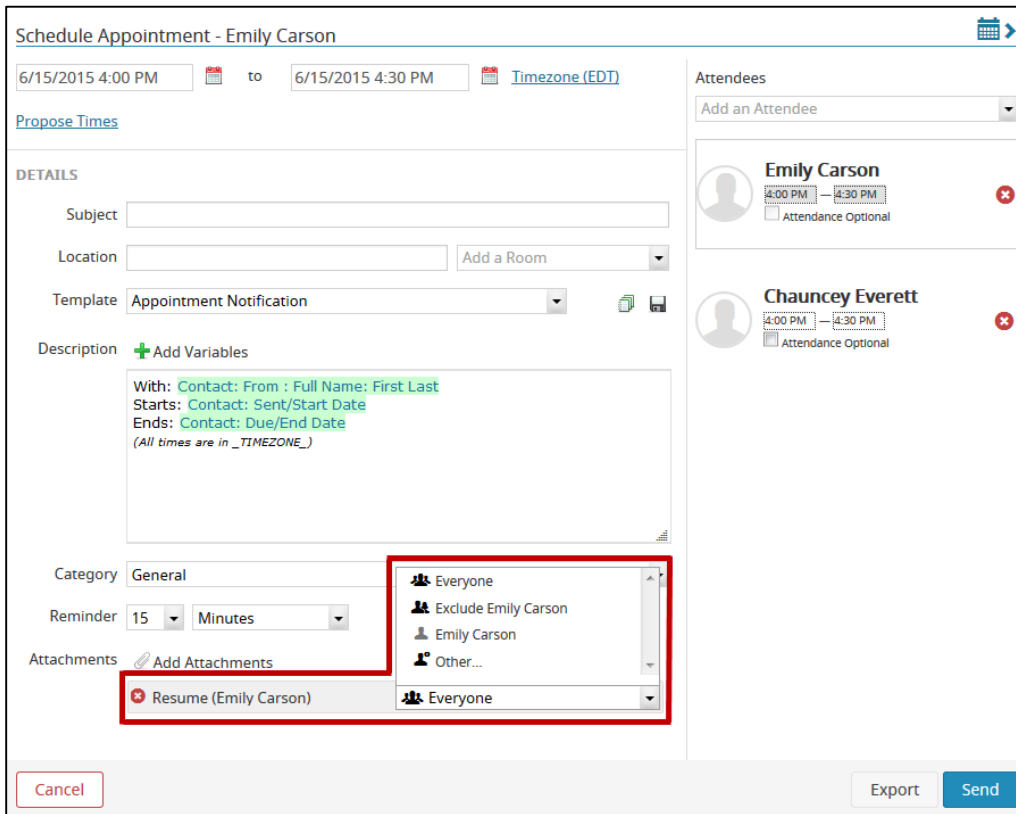 Schedule Appointment - Emily Carson
6/15/2015 4:00 PM to 6/15/2015 4:30 PM Timezone (EDT)
Propose Times
DETAILS
Subject
Location Add a Room
Template Appointment Notification
Description Add Variables
With: Contact: From : Full Name: First Last
Starts: Contact: Sent/Start Date
Ends: Contact: Due/End Date
(All times are in _TIMEZONE_)
Category General
Reminder 15 Minutes
Attachments Add Attachments
Resume (Emily Carson)
Everyone
Exclude Emily Carson
Emily Carson
Other...
Everyone
Attendees
Add an Attendee
Emily Carson
4:00 PM — 4:30 PM
Attendance Optional
Chauncey Everett
4:00 PM — 4:30 PM
Attendance Optional
Cancel Export Send